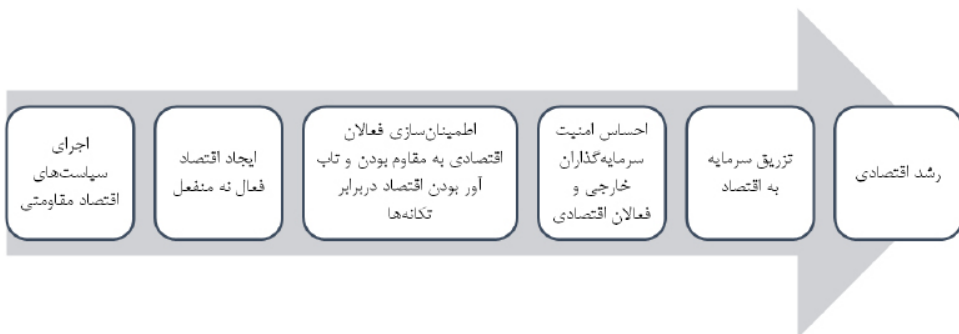 اجرای
سیاست‌های
اقتصاد مقاومتی
ایجاد اقتصاد
فعال نه منفعل
اطمینان‌سازی فعالان
اقتصادی به مقاوم بودن و تاب
آور بودن اقتصاد دربرابر
تکانه‌ها
احساس امنیت
سرمایه‌گذاران
خارجی و
فعالان اقتصادی
تزریق سرمایه
به اقتصاد
رشد اقتصادی